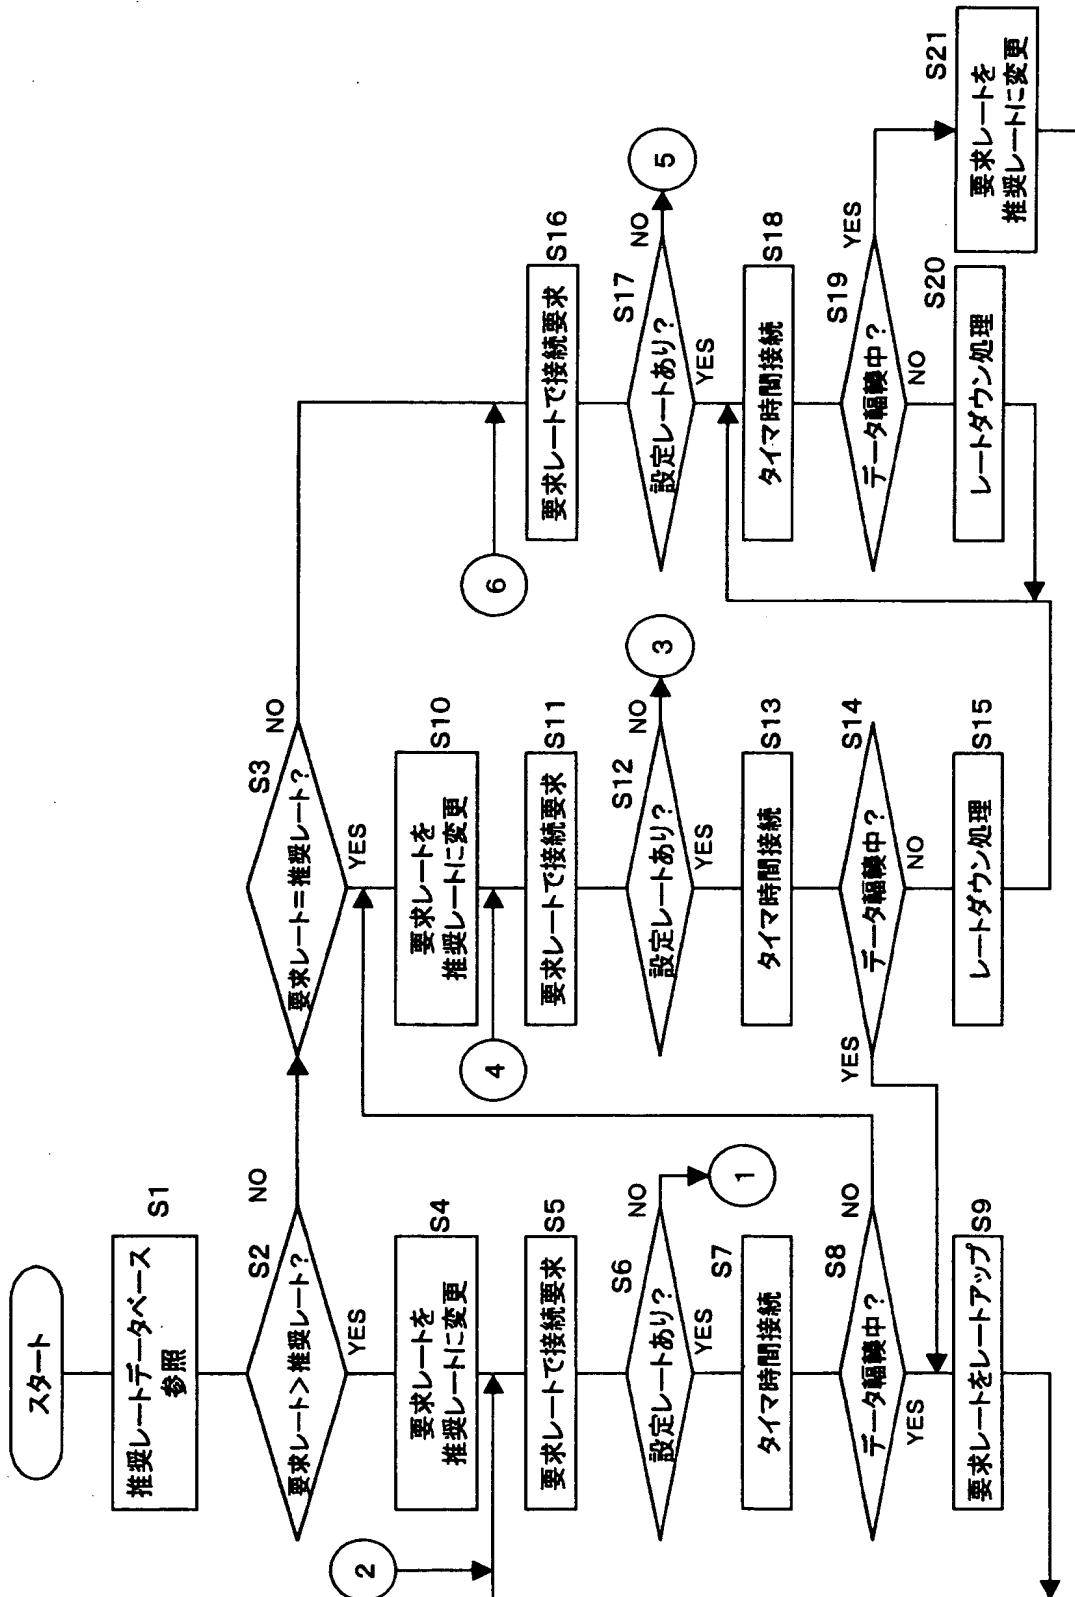 スタート
推奨レートデータベース
参照
S1
要求レート>推奨レート?
S2
NO
YES
要求レート=推奨レート?
S3
NO
YES
2
要求レートを
推奨レートに変更
S4
要求レートで接続要求
S5
設定レートあり?
S6
NO
1
YES
タイマ時間接続
S7
データ輻輳中?
S8
NO
YES
要求レートをレートアップ
S9
要求レートを
推奨レートに変更
S10
4
要求レートで接続要求
S11
設定レートあり?
S12
NO
3
YES
タイマ時間接続
S13
データ輻輳中?
S14
YES
NO
レートダウン処理
S15
6
要求レートで接続要求
S16
設定レートあり?
S17
NO
5
YES
タイマ時間接続
S18
データ輻輳中?
S19
YES
NO
レートダウン処理
S20
要求レートを
推奨レートに変更
S21